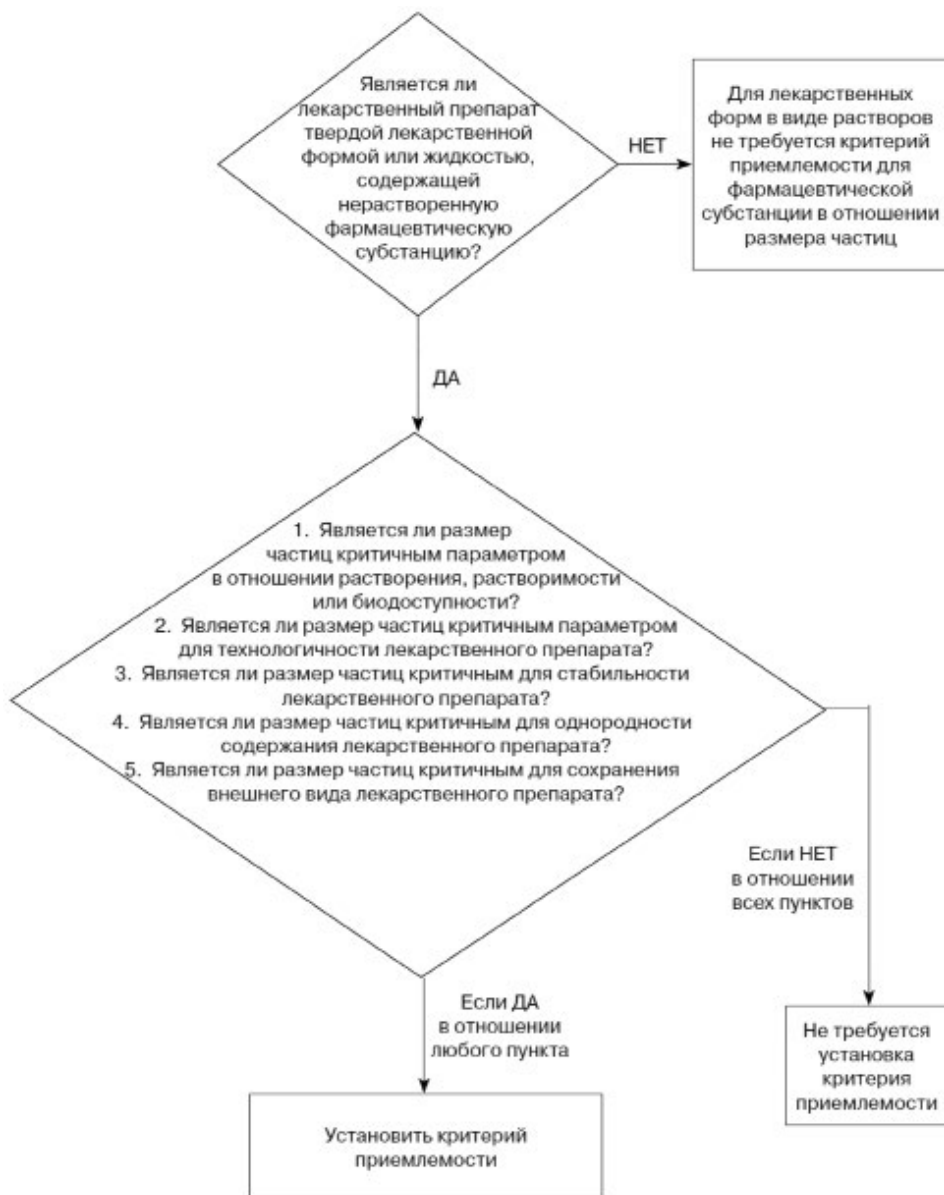 Является ли
лекарственный препарат
твердой лекарственной
формой или жидкостью,
содержащей
нерастворенную
фармацевтическую
субстанцию?
НЕТ
Для лекарственных
форм в виде растворов
не требуется критерий
приемлемости для
фармацевтической
субстанции в отношении
размера частиц
ДА
1. Является ли размер
частиц критичным параметром
в отношении растворения, растворимости
или биодоступности?
2. Является ли размер частиц критичным параметром
для технологичности лекарственного препарата?
3. Является ли размер частиц критичным для стабильности
лекарственного препарата?
4. Является ли размер частиц критичным для однородности
содержания лекарственного препарата?
5. Является ли размер частиц критичным для сохранения
внешнего вида лекарственного препарата?
Если НЕТ
в отношении
всех пунктов
Если ДА
в отношении
любого пункта
Не требуется
установка
критерия
приемлемости
Установить критерий
приемлемости